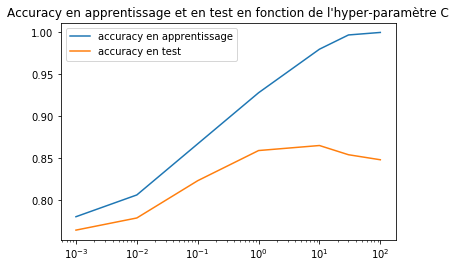 Accuracy en apprentissage et en test en fonction de l'hyper-paramètre C
1.00
accuracy en apprentissage
accuracy en test
0.95
0.90
0.85
0.80
10⁻³ 10⁻² 10⁻¹ 10⁰ 10¹ 10²